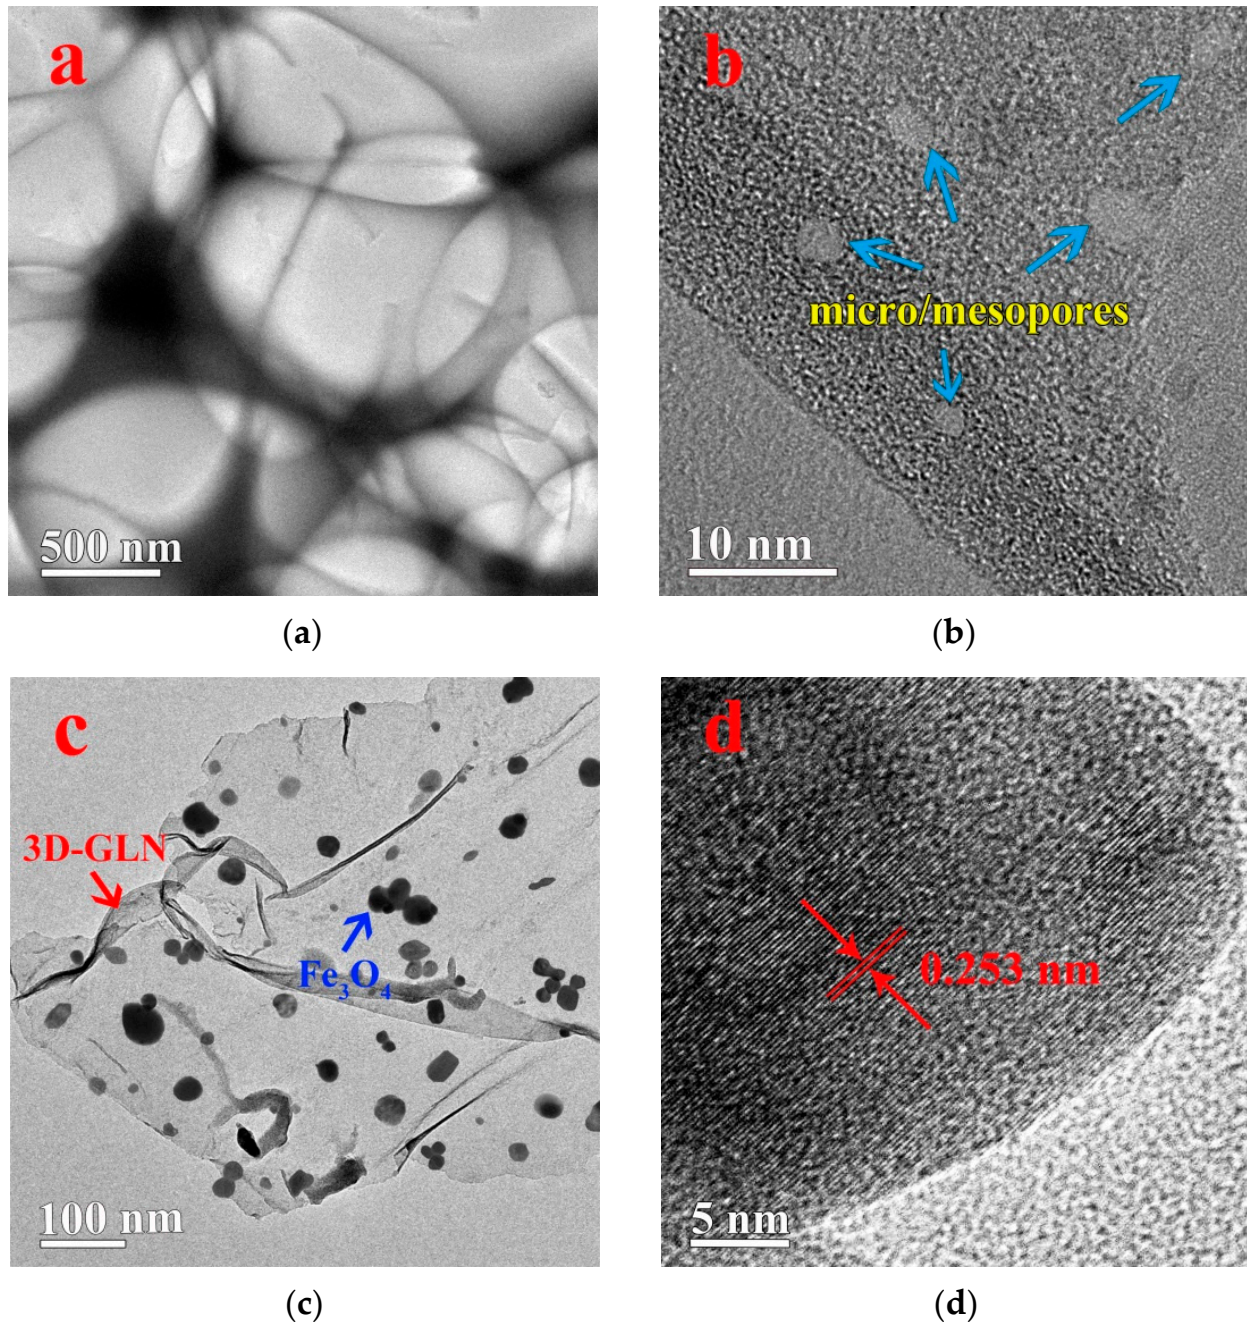 a
500 nm
b
micro/mesopores
10 nm
(a)
(b)
c
3D-GLN
Fe₃O₄
100 nm
d
0.253 nm
5 nm
(c)
(d)